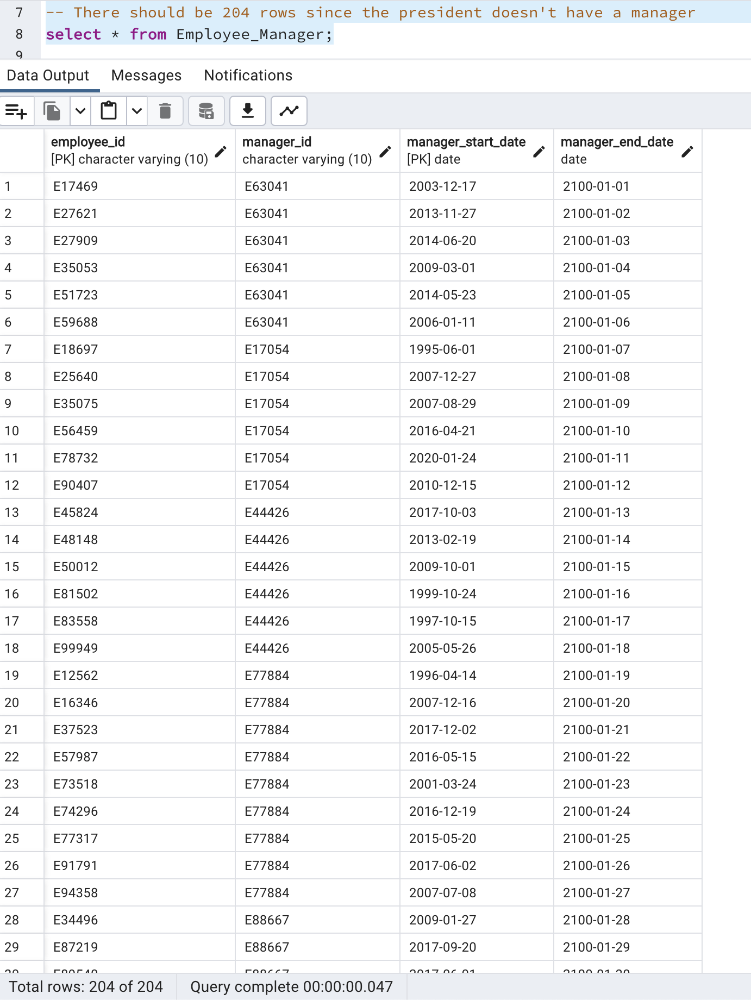 7 -- There should be 204 rows since the president doesn't have a manager
8 select * from Employee_Manager;
9
Data Output Messages Notifications
employee_id manager_id manager_start_date manager_end_date
[PK] character varying (10) character varying (10) [PK] date date
1 E17469 E63041 2003-12-17 2100-01-01
2 E27621 E63041 2013-11-27 2100-01-02
3 E27909 E63041 2014-06-20 2100-01-03
4 E35053 E63041 2009-03-01 2100-01-04
5 E51723 E63041 2014-05-23 2100-01-05
6 E59688 E63041 2006-01-11 2100-01-06
7 E18697 E17054 1995-06-01 2100-01-07
8 E25640 E17054 2007-12-27 2100-01-08
9 E35075 E17054 2007-08-29 2100-01-09
10 E56459 E17054 2016-04-21 2100-01-10
11 E78732 E17054 2020-01-24 2100-01-11
12 E90407 E17054 2010-12-15 2100-01-12
13 E45824 E44426 2017-10-03 2100-01-13
14 E48148 E44426 2013-02-19 2100-01-14
15 E50012 E44426 2009-10-01 2100-01-15
16 E81502 E44426 1999-10-24 2100-01-16
17 E83558 E44426 1997-10-15 2100-01-17
18 E99949 E44426 2005-05-26 2100-01-18
19 E12562 E77884 1996-04-14 2100-01-19
20 E16346 E77884 2007-12-16 2100-01-20
21 E37523 E77884 2017-12-02 2100-01-21
22 E57987 E77884 2016-05-15 2100-01-22
23 E73518 E77884 2001-03-24 2100-01-23
24 E74296 E77884 2016-12-19 2100-01-24
25 E77317 E77884 2015-05-20 2100-01-25
26 E91791 E77884 2017-06-02 2100-01-26
27 E94358 E77884 2007-07-08 2100-01-27
28 E34496 E88667 2009-01-27 2100-01-28
29 E87219 E88667 2017-09-20 2100-01-29
Total rows: 204 of 204 Query complete 00:00:00.047